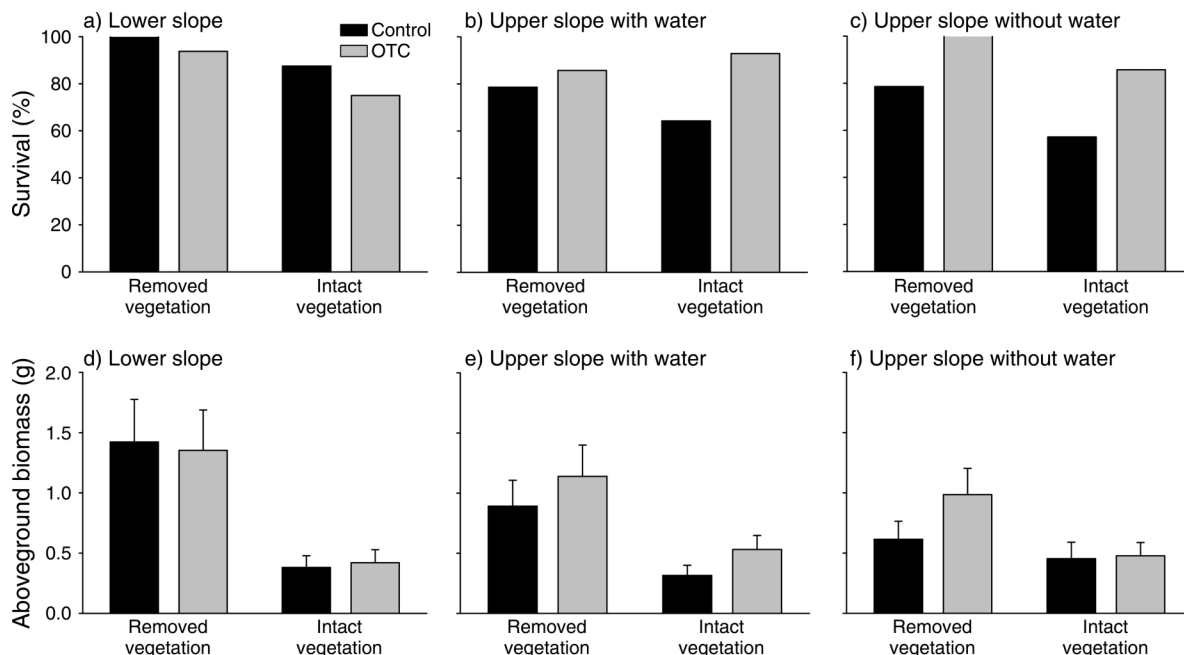 a) Lower slope
b) Upper slope with water
c) Upper slope without water
Control
OTC
Survival (%)
100
80
60
40
20
0
Removed
vegetation
Intact
vegetation
Removed
vegetation
Intact
vegetation
Removed
vegetation
Intact
vegetation
d) Lower slope
e) Upper slope with water
f) Upper slope without water
Aboveground biomass (g)
2.0
1.5
1.0
0.5
0.0
Removed
vegetation
Intact
vegetation
Removed
vegetation
Intact
vegetation
Removed
vegetation
Intact
vegetation